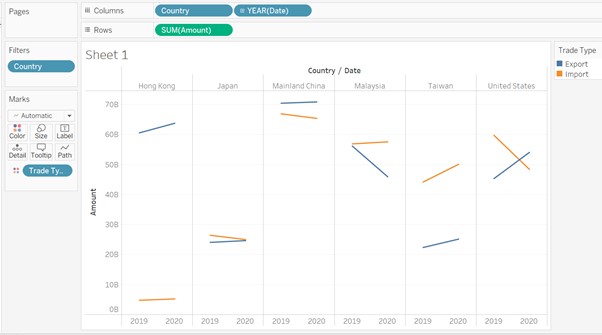 Pages
Columns
Country
YEAR(Date)
Rows
SUM(Amount)
Filters
Country
Marks
Automatic
Color Size Label
Detail Tooltip Path
Trade Ty..
Sheet 1
Country / Date
Hong Kong Japan Mainland China Malaysia Taiwan United States
Amount
70B
60B
50B
40B
30B
20B
10B
0B
2019 2020 2019 2020 2019 2020 2019 2020 2019 2020 2019 2020
Trade Type
Export
Import